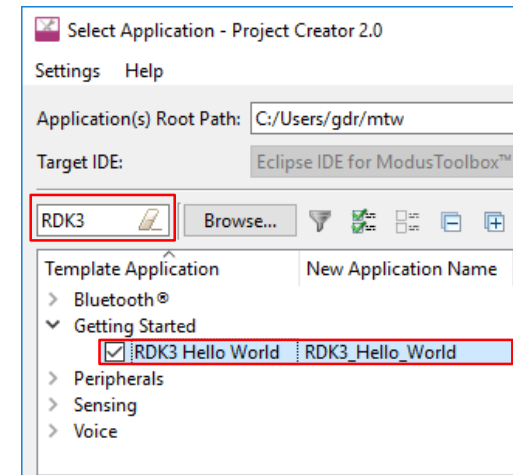 Select Application - Project Creator 2.0
Settings Help
Application(s) Root Path: C:/Users/gdr/mtw
Target IDE: Eclipse IDE for ModusToolbox™
RDK3 Browse...
Template Application New Application Name
Bluetooth®
Getting Started
RDK3 Hello World RDK3_Hello_World
Peripherals
Sensing
Voice